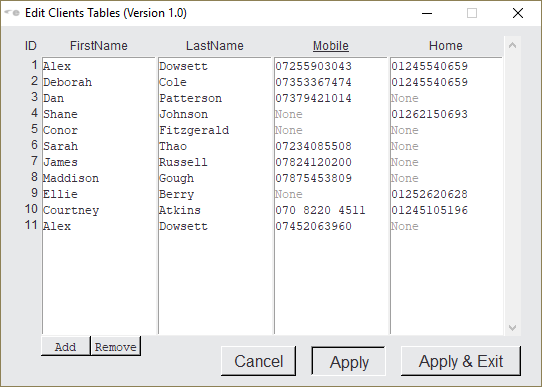 Edit Clients Tables (Version 1.0)
ID FirstName LastName Mobile Home
1 Alex Dowsett 07255903043 01245540659
2 Deborah Cole 07353367474 01245540659
3 Dan Patterson 07379421014 None
4 Shane Johnson None 01262150693
5 Conor Fitzgerald None None
6 Sarah Thao 07234085508 None
7 James Russell 07824120200 None
8 Maddison Gough 07875453809 None
9 Ellie Berry None 01252620628
10 Courtney Atkins 070 8220 4511 01245105196
11 Alex Dowsett 07452063960 None
Add Remove
Cancel Apply Apply & Exit